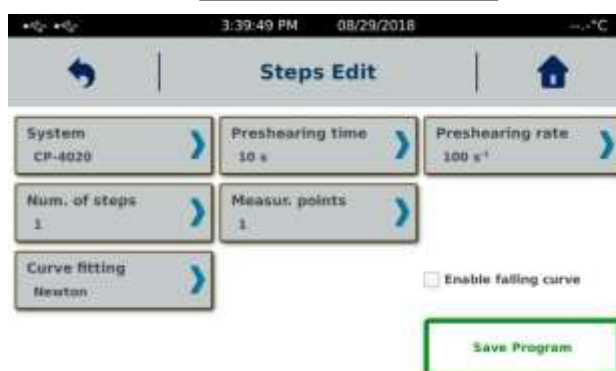 3:39:49 PM 08/29/2018 --.-°C
Steps Edit
System Preshearing time Preshearing rate
CP-4020 10 s 100 s⁻¹
Num. of steps Measur. points
1 1
Curve fitting
Newton
Enable falling curve
Save Program